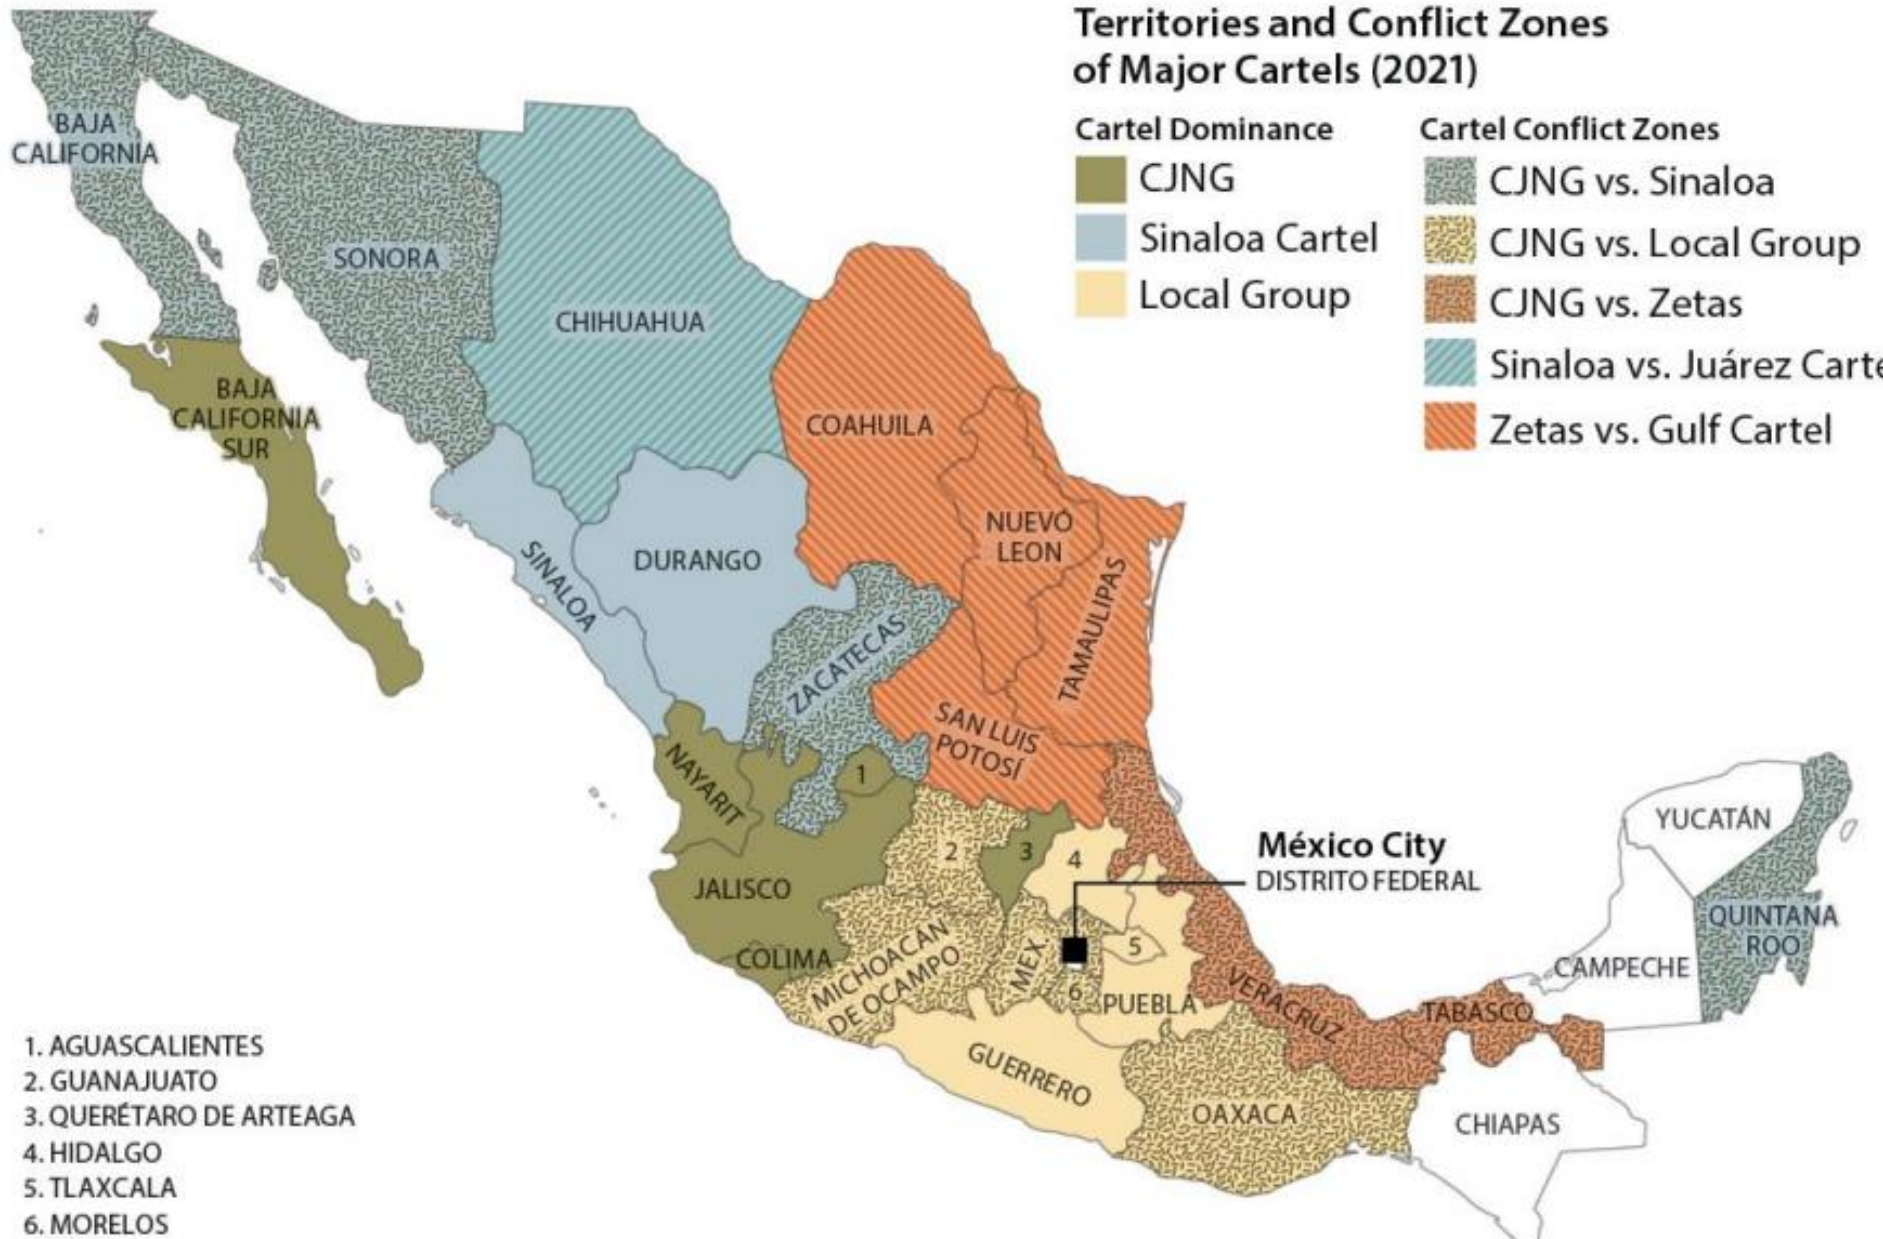 Territories and Conflict Zones
of Major Cartels (2021)
Cartel Dominance
CJNG
Sinaloa Cartel
Local Group
Cartel Conflict Zones
CJNG vs. Sinaloa
CJNG vs. Local Group
CJNG vs. Zetas
Sinaloa vs. Juárez Carte
Zetas vs. Gulf Cartel
BAJA
CALIFORNIA
SONORA
CHIHUAHUA
BAJA
CALIFORNIA
SUR
COAHUILA
NUEVO
LEON
TAMAULIPAS
SINALOA
DURANGO
ZACATECAS
SAN LUIS
POTOSÍ
NAYARIT
1
2
3
4
México City
DISTRITO FEDERAL
JALISCO
COLIMA
MICHOACÁN
DE OCAMPO
MEX.
5
6
PUEBLA
VERACRUZ
TABASCO
GUERRERO
OAXACA
CHIAPAS
YUCATÁN
CAMPECHE
QUINTANA
ROO
1. AGUASCALIENTES
2. GUANAJUATO
3. QUERÉTARO DE ARTEAGA
4. HIDALGO
5. TLAXCALA
6. MORELOS